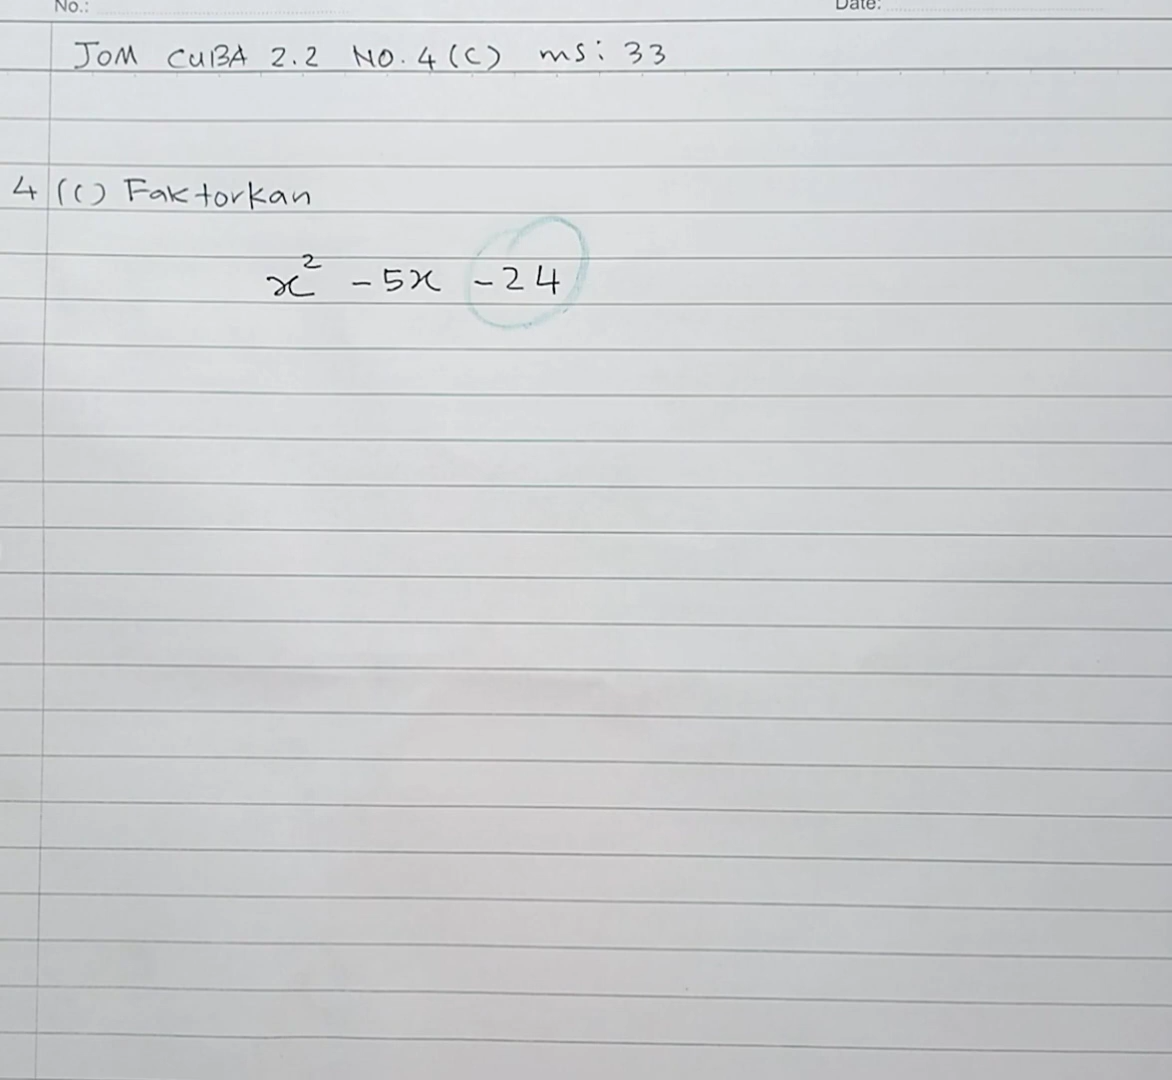 No.: Date:
JOM CUBA 2.2 NO. 4 (C) ms: 33
4 (C) Faktorkan
x² - 5x - 24